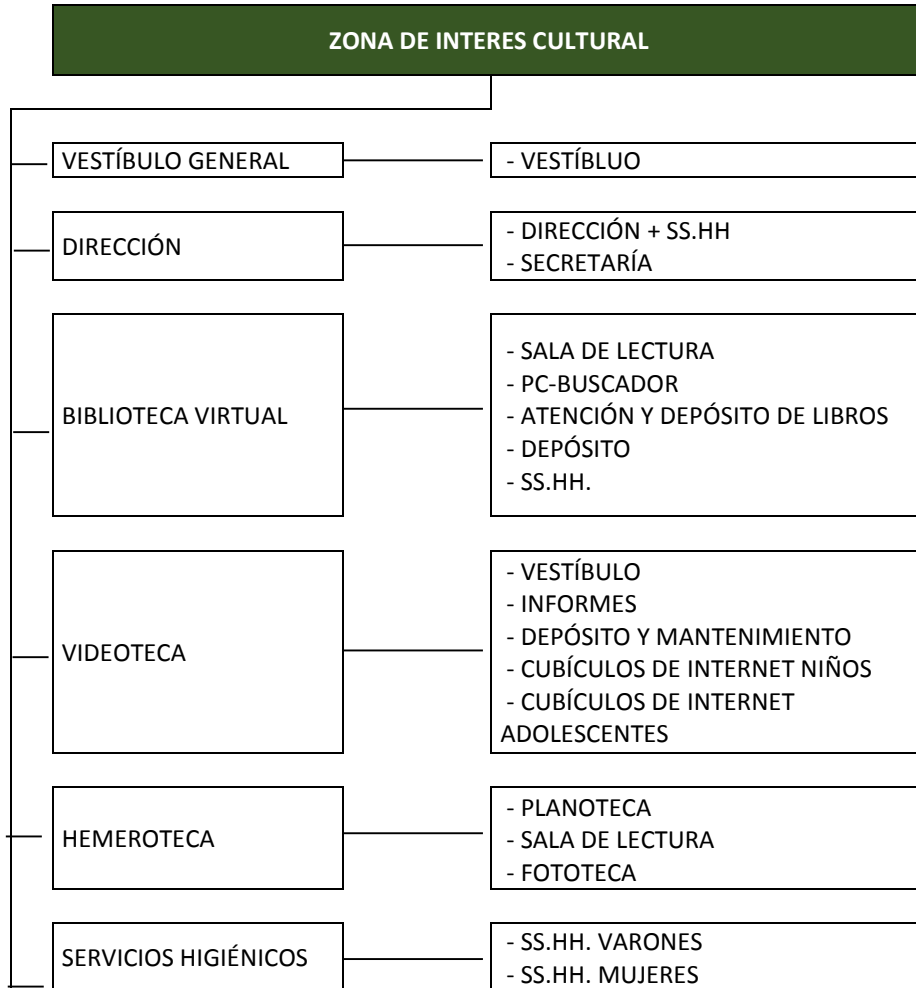 ZONA DE INTERES CULTURAL
VESTÍBULO GENERAL
- VESTÍBLUO
DIRECCIÓN
- DIRECCIÓN + SS.HH
- SECRETARÍA
BIBLIOTECA VIRTUAL
- SALA DE LECTURA
- PC-BUSCADOR
- ATENCIÓN Y DEPÓSITO DE LIBROS
- DEPÓSITO
- SS.HH.
VIDEOTECA
- VESTÍBULO
- INFORMES
- DEPÓSITO Y MANTENIMIENTO
- CUBÍCULOS DE INTERNET NIÑOS
- CUBÍCULOS DE INTERNET
ADOLESCENTES
HEMEROTECA
- PLANOTECA
- SALA DE LECTURA
- FOTOTECA
SERVICIOS HIGIÉNICOS
- SS.HH. VARONES
- SS.HH. MUJERES